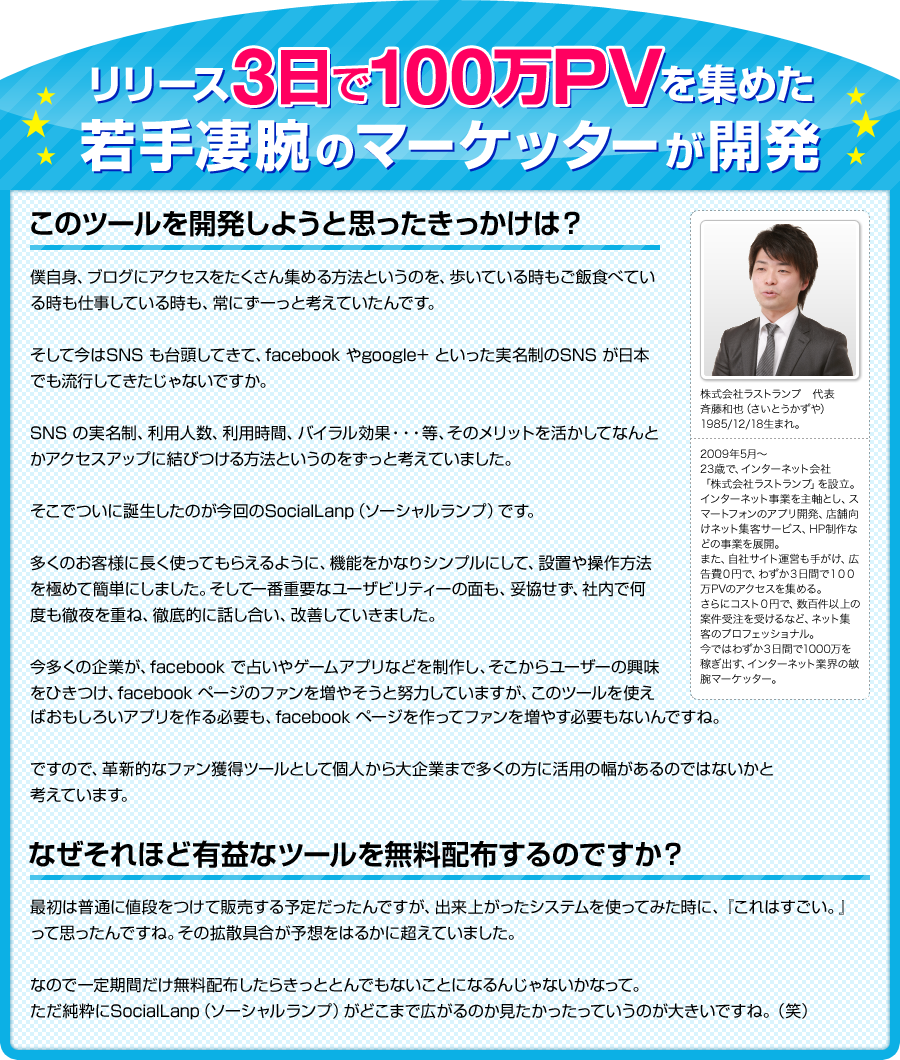 リリース3日で100万PVを集めた
若手凄腕のマーケッターが開発
このツールを開発しようと思ったきっかけは？
僕自身、ブログにアクセスをたくさん集める方法というのを、歩いている時もご飯食べてい
る時も仕事している時も、常にずーっと考えていたんです。
そして今はSNS も台頭してきて、facebook やgoogle+ といった実名制のSNS が日本
でも流行してきたじゃないですか。
SNS の実名制、利用人数、利用時間、バイラル効果・・・等、そのメリットを活かしてなんと
かアクセスアップに結びつける方法というのをずっと考えていました。
そこでついに誕生したのが今回のSocialLanp（ソーシャルランプ）です。
多くのお客様に長く使ってもらえるように、機能をかなりシンプルにして、設置や操作方法
を極めて簡単にしました。そして一番重要なユーザビリティーの面も、妥協せず、社内で何
度も徹夜を重ね、徹底的に話し合い、改善していきました。
今多くの企業が、facebook で占いやゲームアプリなどを制作し、そこからユーザーの興味
をひきつけ、facebook ページのファンを増やそうと努力していますが、このツールを使え
ばおもしろいアプリを作る必要も、facebook ページを作ってファンを増やす必要もないんですね。
ですので、革新的なファン獲得ツールとして個人から大企業まで多くの方に活用の幅があるのではないかと
考えています。
株式会社ラストランプ　代表
斉藤和也（さいとうかずや）
1985/12/18生まれ。
2009年5月〜
23歳で、インターネット会社
「株式会社ラストランプ」を設立。
インターネット事業を主軸とし、ス
マートフォンのアプリ開発、店舗向
けネット集客サービス、HP制作な
どの事業を展開。
また、自社サイト運営も手がけ、広
告費０円で、わずか３日間で１００
万PVのアクセスを集める。
さらにコスト０円で、数百件以上の
案件受注を受けるなど、ネット集
客のプロフェッショナル。
今ではわずか３日間で1000万を
稼ぎ出す、インターネット業界の敏
腕マーケッター。
なぜそれほど有益なツールを無料配布するのですか？
最初は普通に値段をつけて販売する予定だったんですが、出来上がったシステムを使ってみた時に、『これはすごい。』
って思ったんですね。その拡散具合が予想をはるかに超えていました。
なので一定期間だけ無料配布したらきっととんでもないことになるんじゃないかなって。
ただ純粋にSocialLanp（ソーシャルランプ）がどこまで広がるのか見たかったっていうのが大きいですね。（笑）